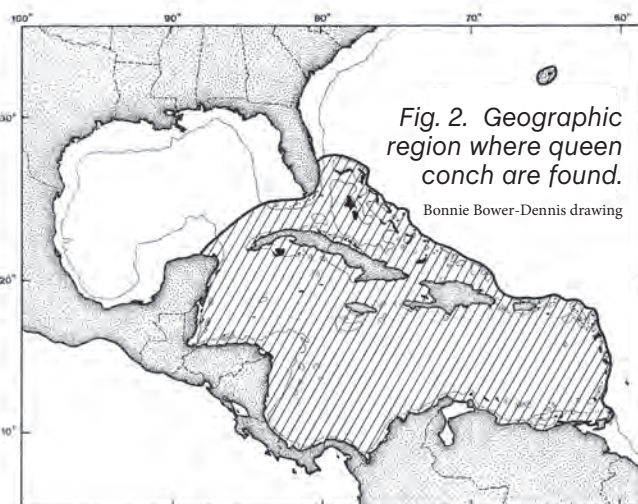 100° 90° 80° 70° 60°
30°
Fig. 2. Geographic
region where queen
conch are found.
Bonnie Bower-Dennis drawing
20°
10°